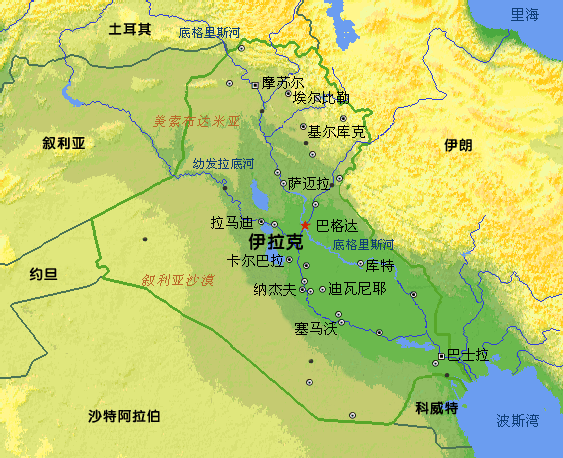 里海
土耳其
底格里斯河
摩苏尔
埃尔比勒
美索不达米亚
基尔库克
叙利亚
伊朗
幼发拉底河
萨迈拉
拉马迪
巴格达
伊拉克
底格里斯河
卡尔巴拉
库特
约旦
叙利亚沙漠
纳杰夫
迪瓦尼耶
塞马沃
巴士拉
科威特
沙特阿拉伯
波斯湾